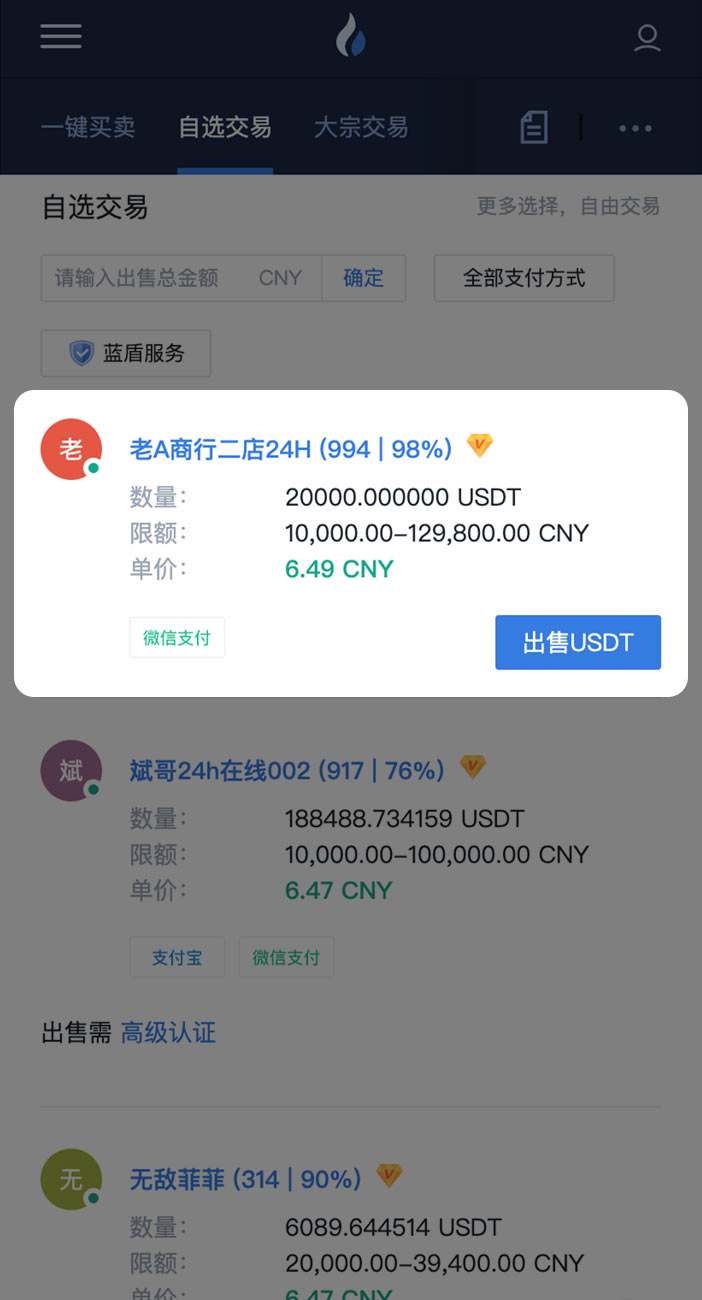 一键买卖 自选交易 大宗交易
自选交易 更多选择，自由交易
请输入出售总金额 CNY 确定 全部支付方式
蓝盾服务
老 老A商行二店24H (994 | 98%) V
数量： 20000.000000 USDT
限额： 10,000.00–129,800.00 CNY
单价： 6.49 CNY
微信支付 出售USDT
斌 斌哥24h在线002 (917 | 76%) V
数量： 188488.734159 USDT
限额： 10,000.00–100,000.00 CNY
单价： 6.47 CNY
支付宝 微信支付
出售需 高级认证
无 无敌菲菲 (314 | 90%) V
数量： 6089.644514 USDT
限额： 20,000.00–39,400.00 CNY
单价： 6.47 CNY